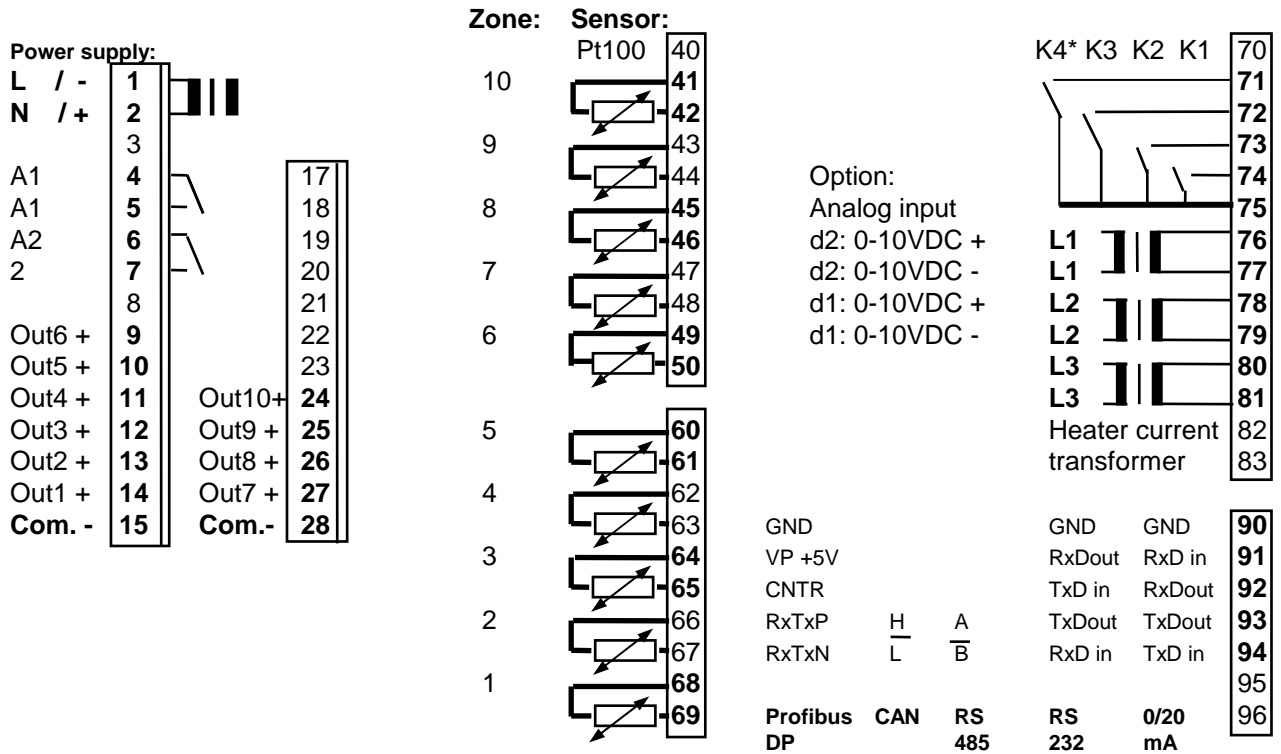 Zone: Sensor:
Power supply:
Pt100 40
K4* K3 K2 K1 70
L / - 1
10 41
71
N / + 2
42
72
3
9 43
73
A1 4 17
44
Option: 74
A1 5 18
8 45
Analog input 75
A2 6 19
46
d2: 0-10VDC + L1 76
2 7 20
7 47
d2: 0-10VDC - L1 77
8 21
48
d1: 0-10VDC + L2 78
Out6 + 9 22
6 49
d1: 0-10VDC - L2 79
Out5 + 10 23
50
L3 80
Out4 + 11 Out10+ 24
L3 81
Out3 + 12 Out9 + 25
5 60
Heater current 82
Out2 + 13 Out8 + 26
61
transformer 83
Out1 + 14 Out7 + 27
4 62
Com. - 15 Com.- 28
63
GND GND GND 90
3 64
VP +5V RxDout RxD in 91
65
CNTR TxD in RxDout 92
2 66
RxTxP H A TxDout TxDout 93
67
RxTxN L B RxD in TxD in 94
1 68
95
69
Profibus CAN RS RS 0/20 96
DP 485 232 mA